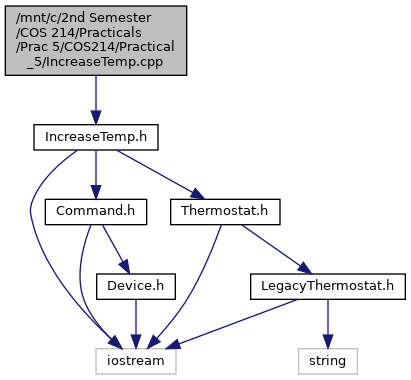 /mnt/c/2nd Semester
/COS 214/Practicals
/Prac 5/COS214/Practical
_5/IncreaseTemp.cpp
IncreaseTemp.h
Command.h
Thermostat.h
Device.h
LegacyThermostat.h
iostream
string